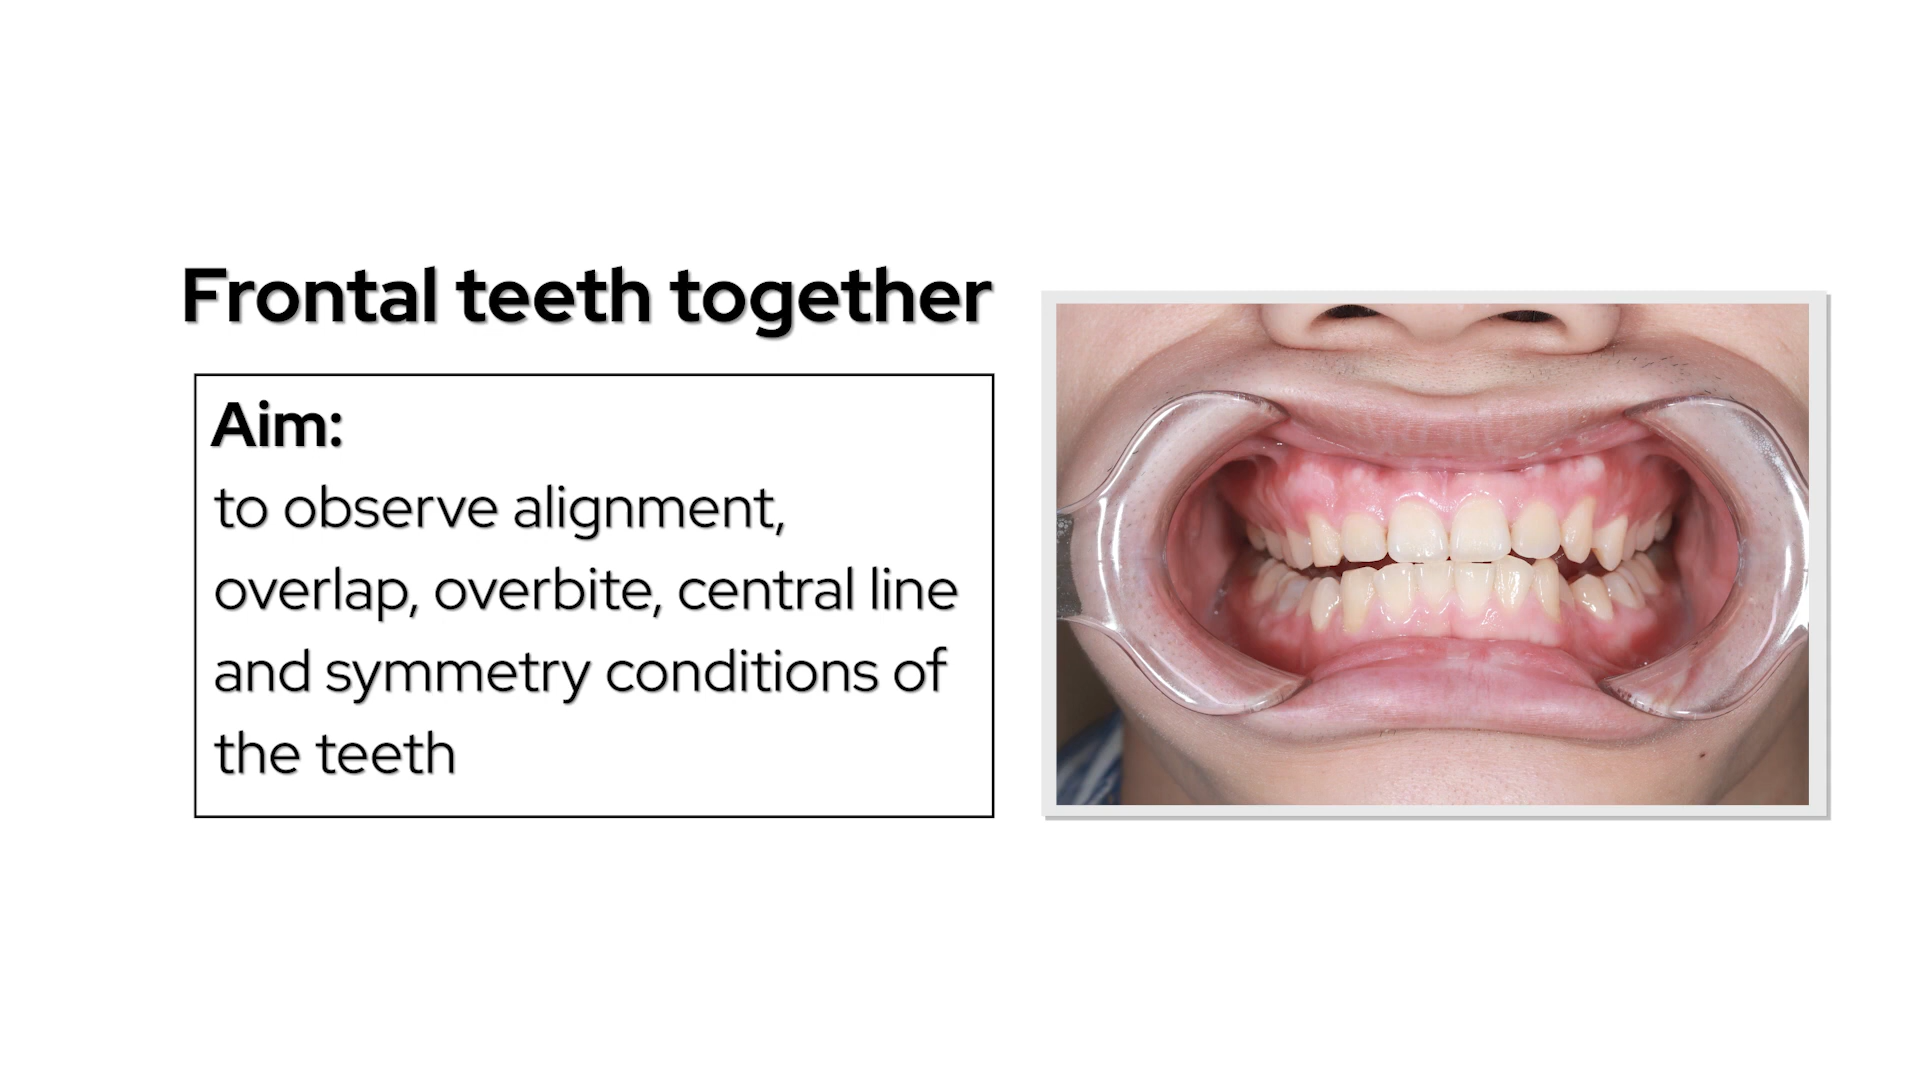 Frontal teeth together
Aim:
to observe alignment,
overlap, overbite, central line
and symmetry conditions of
the teeth